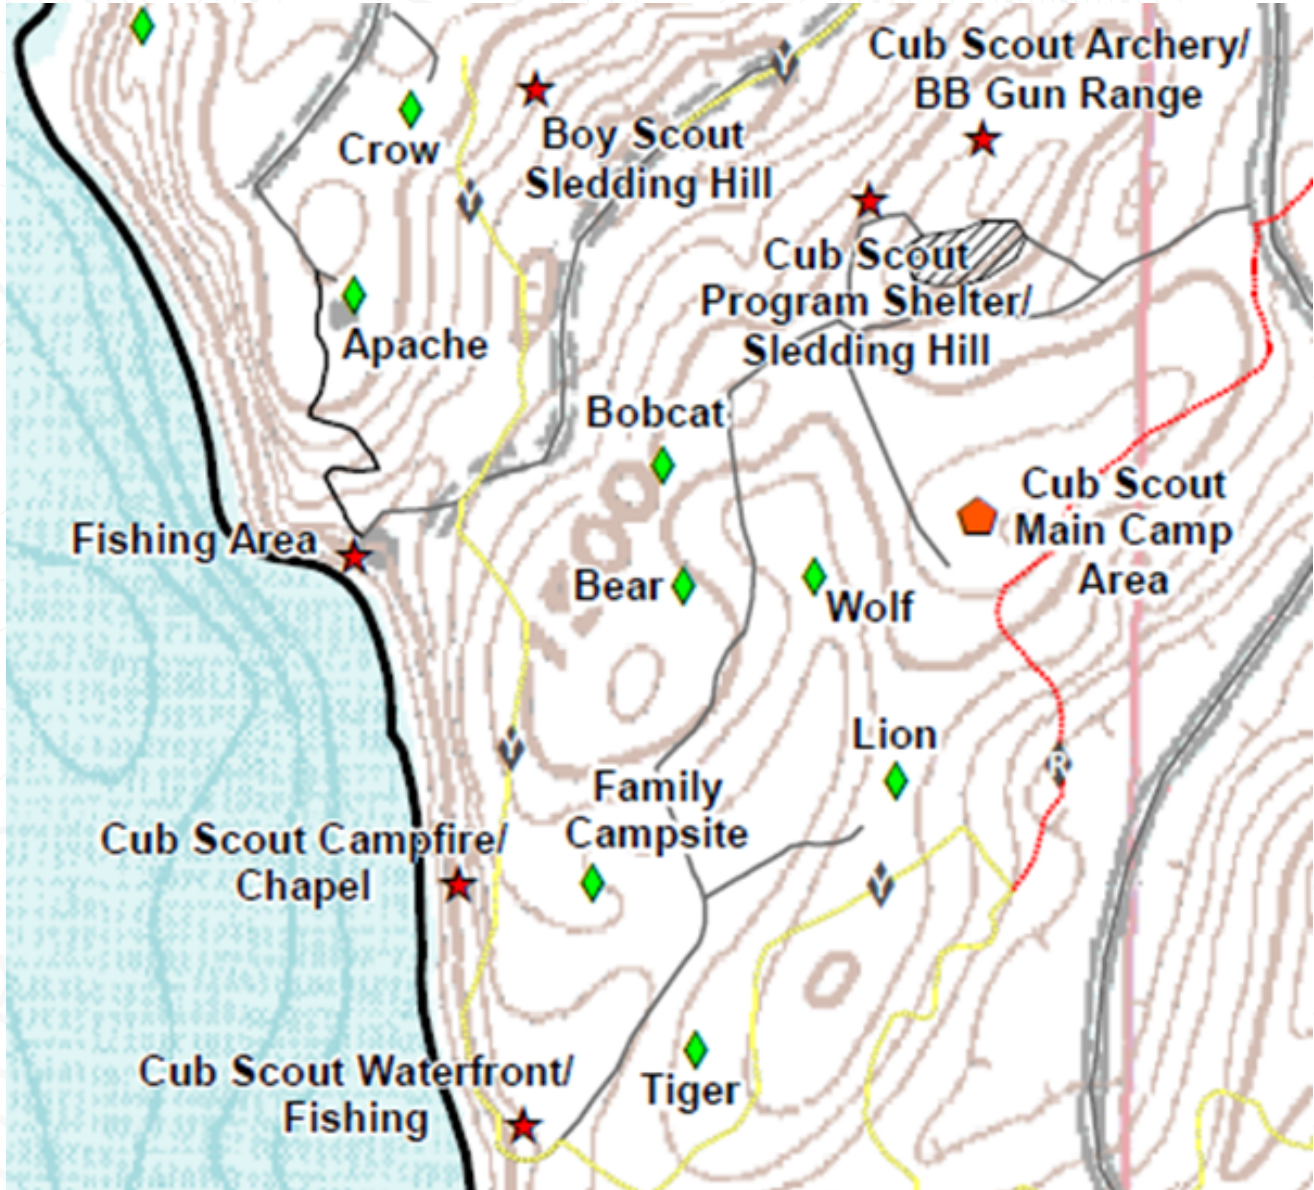 Cub Scout Archery/
BB Gun Range
Crow
Boy Scout
Sledding Hill
Y
Y
Cub Scout
Program Shelter/
Sledding Hill
Apache
Bobcat
1500
Fishing Area
Cub Scout
Main Camp
Area
Bear
Wolf
Lion
Y
R
Family
Campsite
Cub Scout Campfire/
Chapel
Y
Cub Scout Waterfront/
Fishing
Tiger